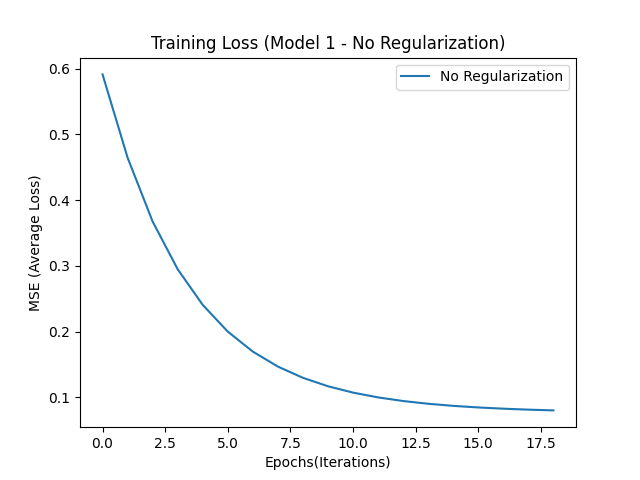 Training Loss (Model 1 - No Regularization)
No Regularization
MSE (Average Loss)
0.6
0.5
0.4
0.3
0.2
0.1
0.0 2.5 5.0 7.5 10.0 12.5 15.0 17.5
Epochs(Iterations)